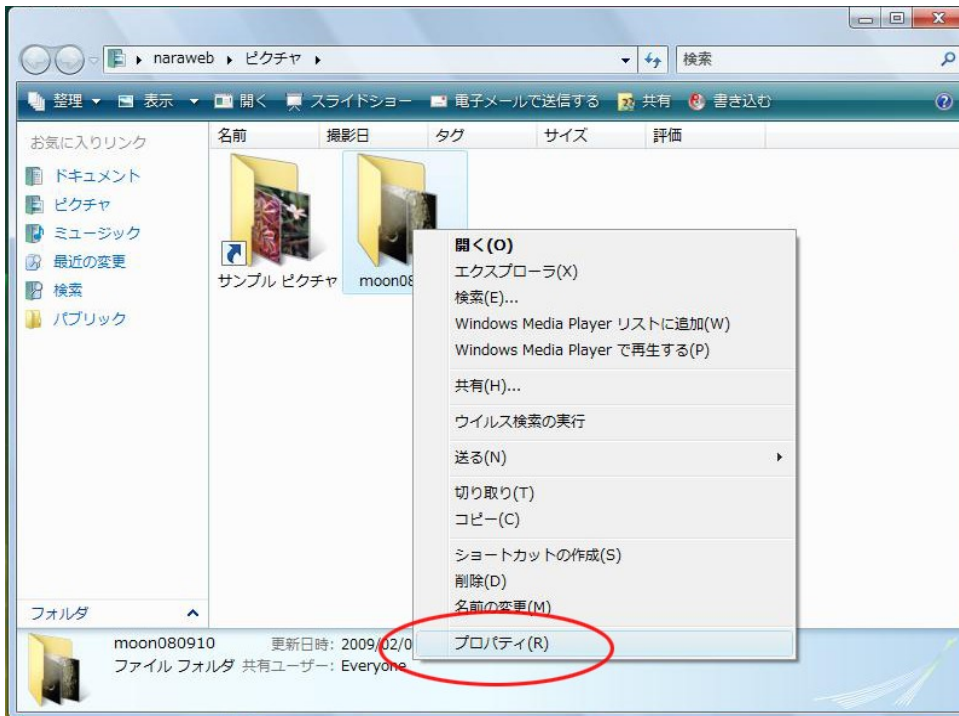 naraweb ▸ ピクチャ ▸
検索
整理 表示 開く スライドショー 電子メールで送信する 共有 書き込む
お気に入りリンク
ドキュメント
ピクチャ
ミュージック
最近の変更
検索
パブリック
フォルダ
名前 撮影日 タグ サイズ 評価
サンプル ピクチャ
moon08
開く(O)
エクスプローラ(X)
検索(E)...
Windows Media Player リストに追加(W)
Windows Media Player で再生する(P)
共有(H)...
ウイルス検索の実行
送る(N)
切り取り(T)
コピー(C)
ショートカットの作成(S)
削除(D)
名前の変更(M)
プロパティ(R)
moon080910 更新日時: 2009/02/0
ファイル フォルダ 共有ユーザー: Everyone